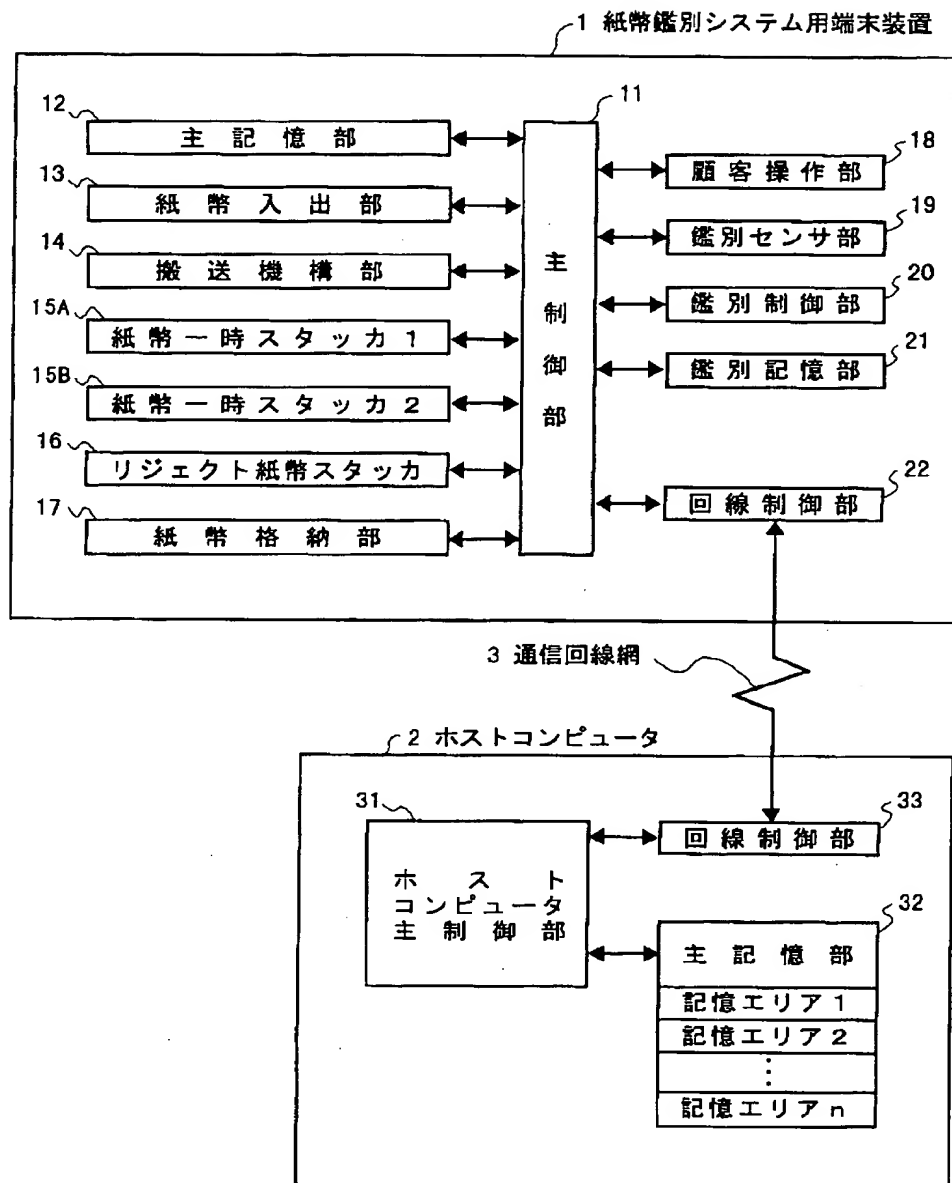 1 紙幣鑑別システム用端末装置
12
主記憶部
13
紙幣入出部
14
搬送機構部
15A
紙幣一時スタッカ1
15B
紙幣一時スタッカ2
16
リジェクト紙幣スタッカ
17
紙幣格納部
11
主制御部
18
顧客操作部
19
鑑別センサ部
20
鑑別制御部
21
鑑別記憶部
22
回線制御部
3 通信回線網
2 ホストコンピュータ
31
ホスト
コンピュータ
主制御部
33
回線制御部
32
主記憶部
記憶エリア1
記憶エリア2
⋮
記憶エリアn